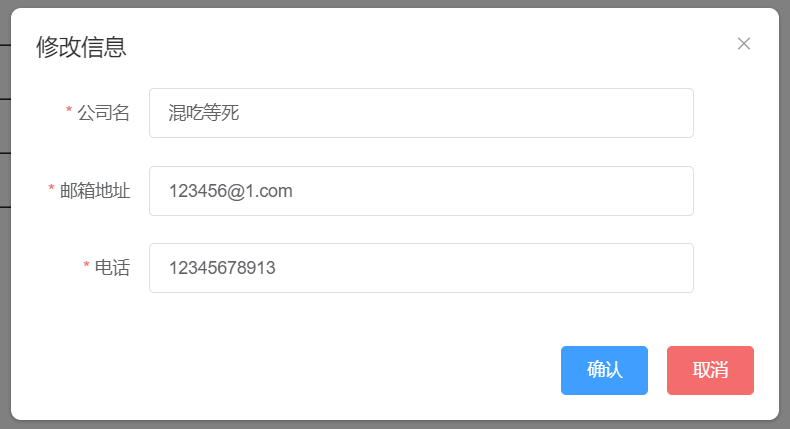 修改信息
* 公司名 混吃等死
* 邮箱地址 123456@1.com
* 电话 12345678913
确认 取消